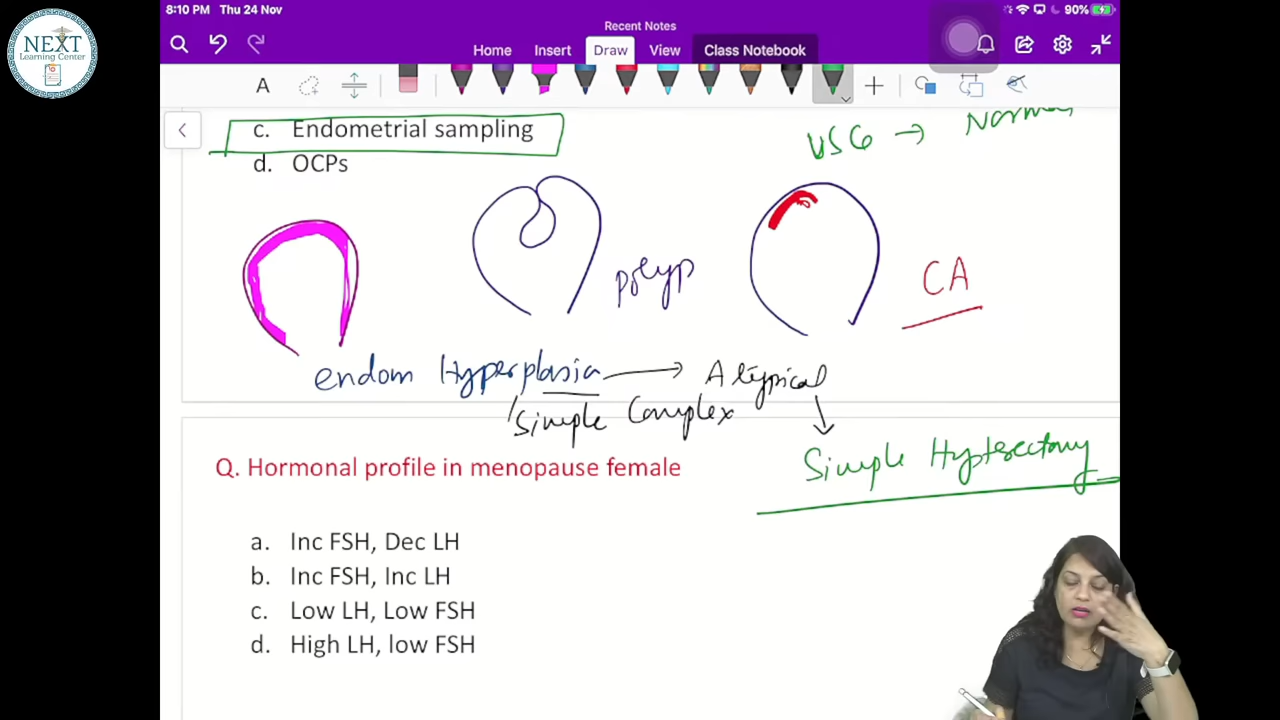 8:10 PM Thu 24 Nov
90%
NEXT
Learning Center
Recent Notes
Home Insert Draw View Class Notebook
A
c. Endometrial sampling
USG → Normal
d. OCPs
polyp
CA
endom Hyperplasia → Atypical
Simple Complex
Simple Hysterectomy
Q. Hormonal profile in menopause female
a. Inc FSH, Dec LH
b. Inc FSH, Inc LH
c. Low LH, Low FSH
d. High LH, low FSH